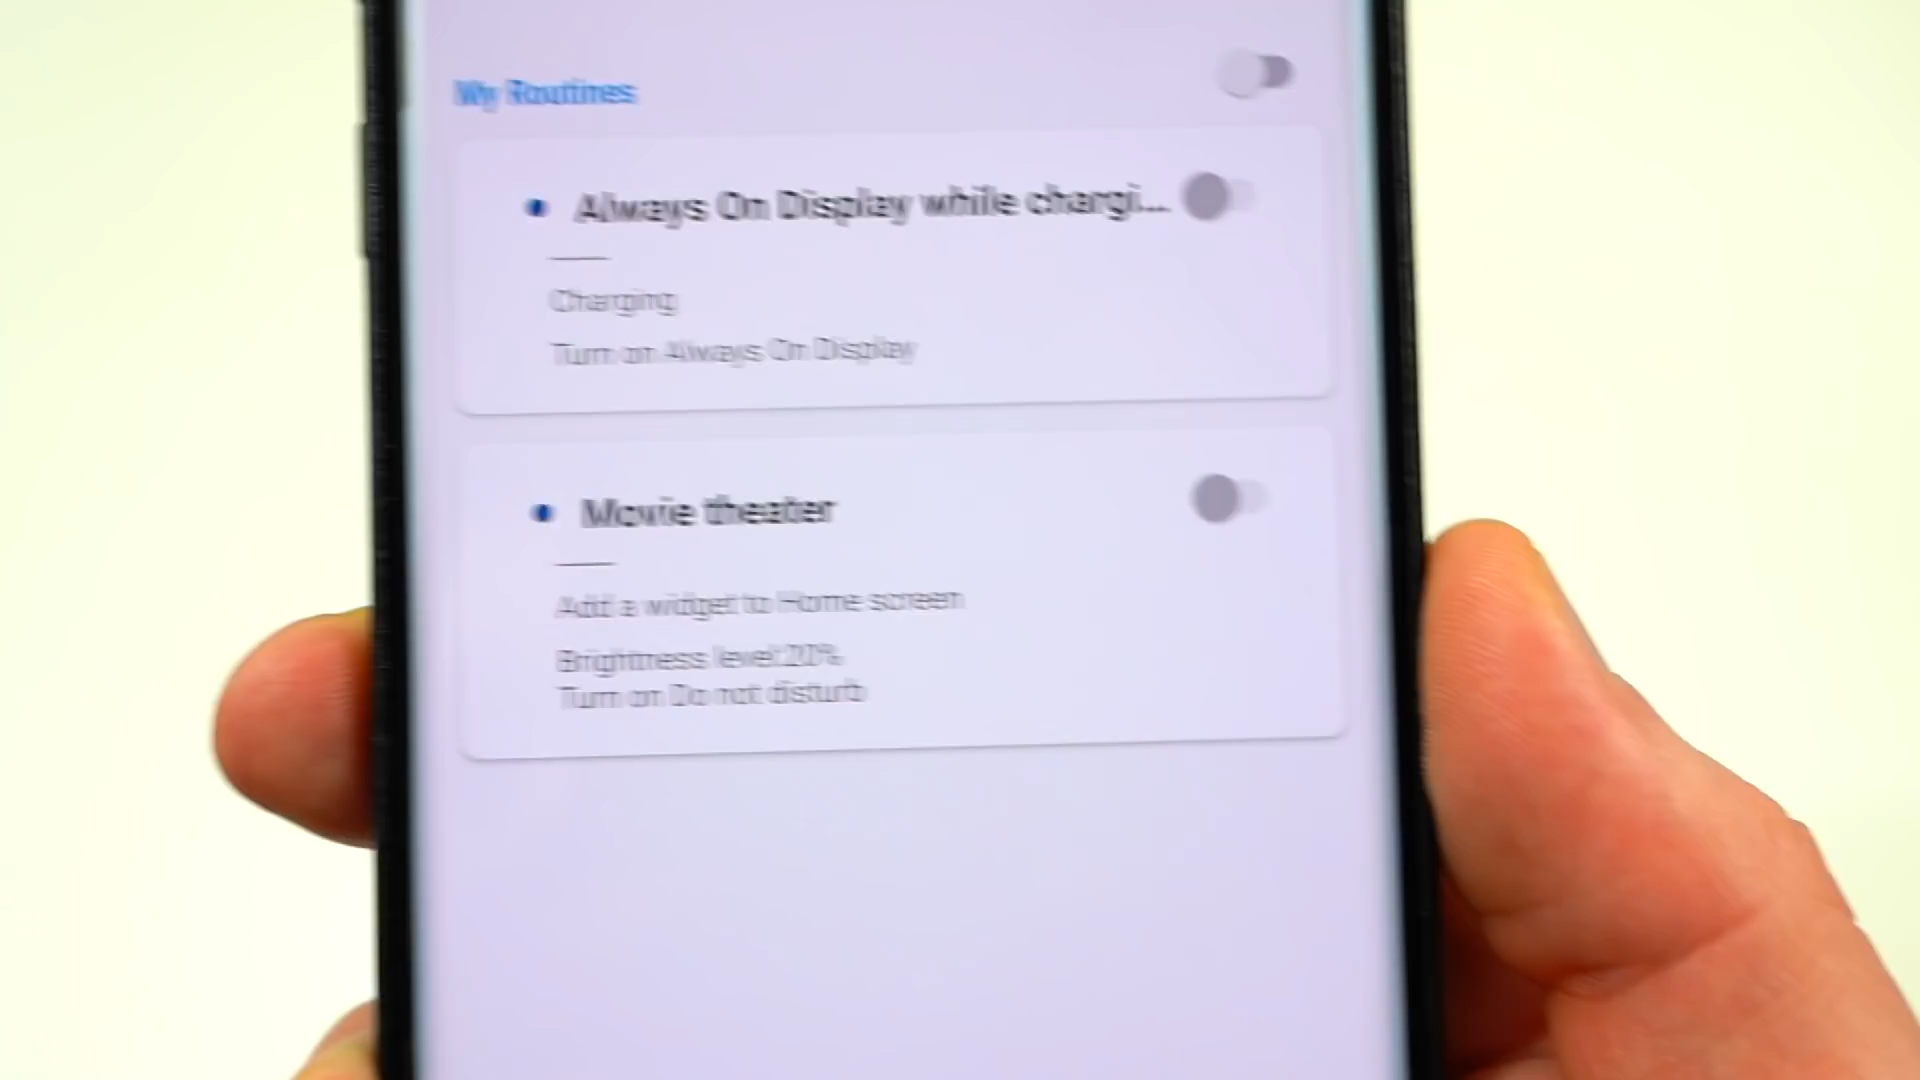 My Routines
Always On Display while chargi...
Charging
Turn on Always On Display
Movie theater
Add a widget to Home screen
Brightness level:20%
Turn on Do not disturb